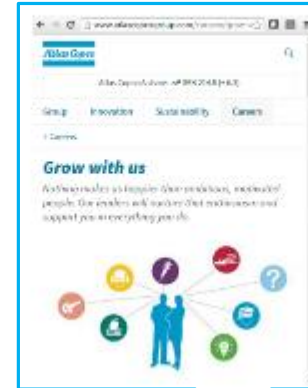 Atlas Copco
Group Innovation Sustainability Careers
Careers
Grow with us
Nothing makes us happier than ambitious, motivated
people. Our leaders will nurture that enthusiasm and
support you in everything you do.